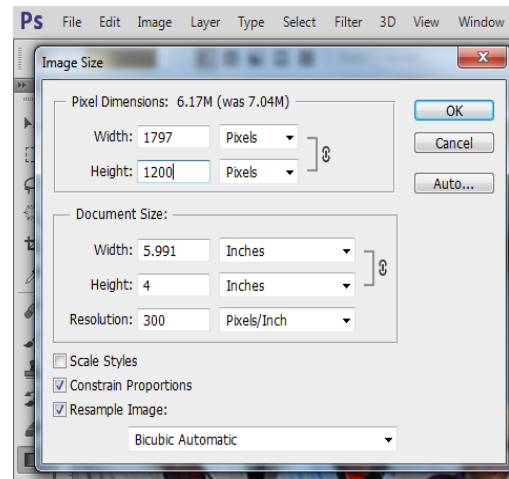 Ps File Edit Image Layer Type Select Filter 3D View Window
Image Size
Pixel Dimensions: 6.17M (was 7.04M)
OK
Width: 1797 Pixels
Cancel
Height: 1200 Pixels
Auto...
Document Size:
Width: 5.991 Inches
Height: 4 Inches
Resolution: 300 Pixels/Inch
Scale Styles
Constrain Proportions
Resample Image:
Bicubic Automatic